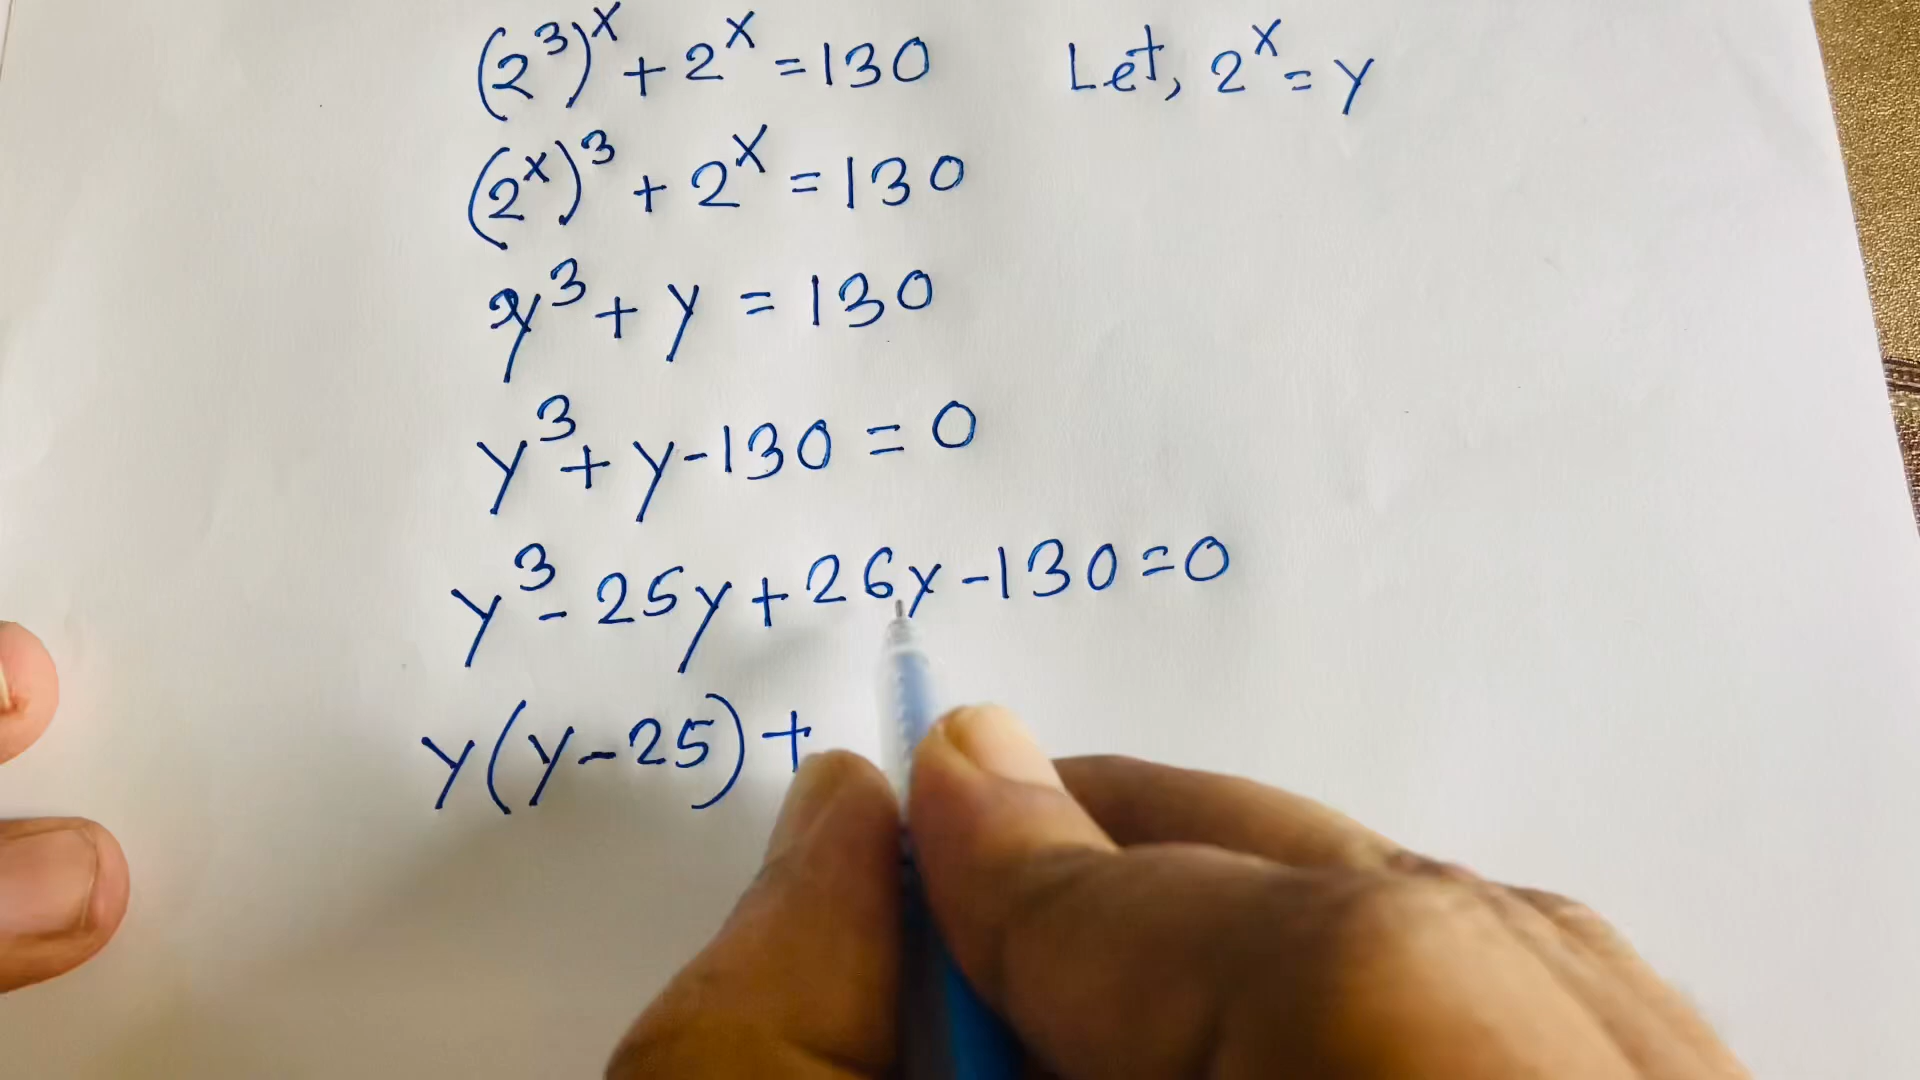 (2³)ˣ + 2ˣ = 130 Let, 2ˣ = y
(2ˣ)³ + 2ˣ = 130
y³ + y = 130
y³ + y - 130 = 0
y³ - 25y + 26y - 130 = 0
y(y - 25) +